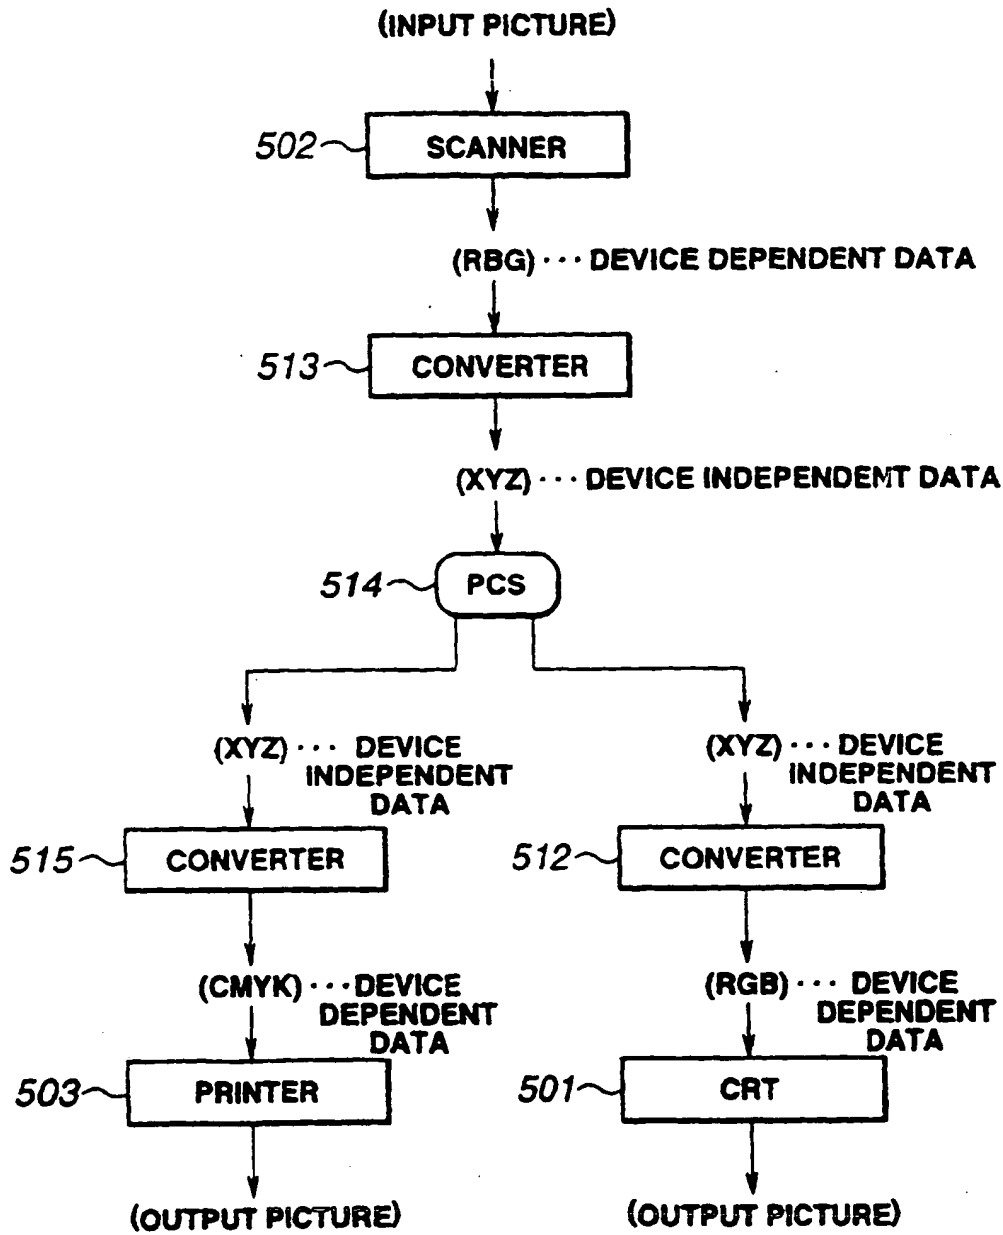 (INPUT PICTURE)
502 SCANNER
(RBG) ··· DEVICE DEPENDENT DATA
513 CONVERTER
(XYZ) ··· DEVICE INDEPENDENT DATA
514 PCS
(XYZ) ··· DEVICE
INDEPENDENT
DATA
(XYZ) ··· DEVICE
INDEPENDENT
DATA
515 CONVERTER
512 CONVERTER
(CMYK) ··· DEVICE
DEPENDENT
DATA
(RGB) ··· DEVICE
DEPENDENT
DATA
503 PRINTER
501 CRT
(OUTPUT PICTURE)
(OUTPUT PICTURE)